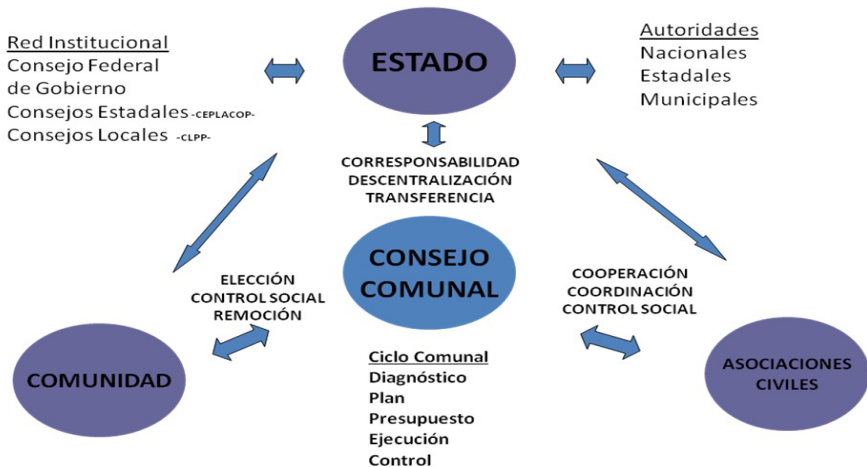 Red Institucional
Consejo Federal
de Gobierno
Consejos Estadales -CEPLACOP-
Consejos Locales -CLPP-
ESTADO
Autoridades
Nacionales
Estadales
Municipales
CORRESPONSABILIDAD
DESCENTRALIZACIÓN
TRANSFERENCIA
CONSEJO
COMUNAL
ELECCIÓN
CONTROL SOCIAL
REMOCIÓN
COOPERACIÓN
COORDINACIÓN
CONTROL SOCIAL
COMUNIDAD
Ciclo Comunal
Diagnóstico
Plan
Presupuesto
Ejecución
Control
ASOCIACIONES
CIVILES